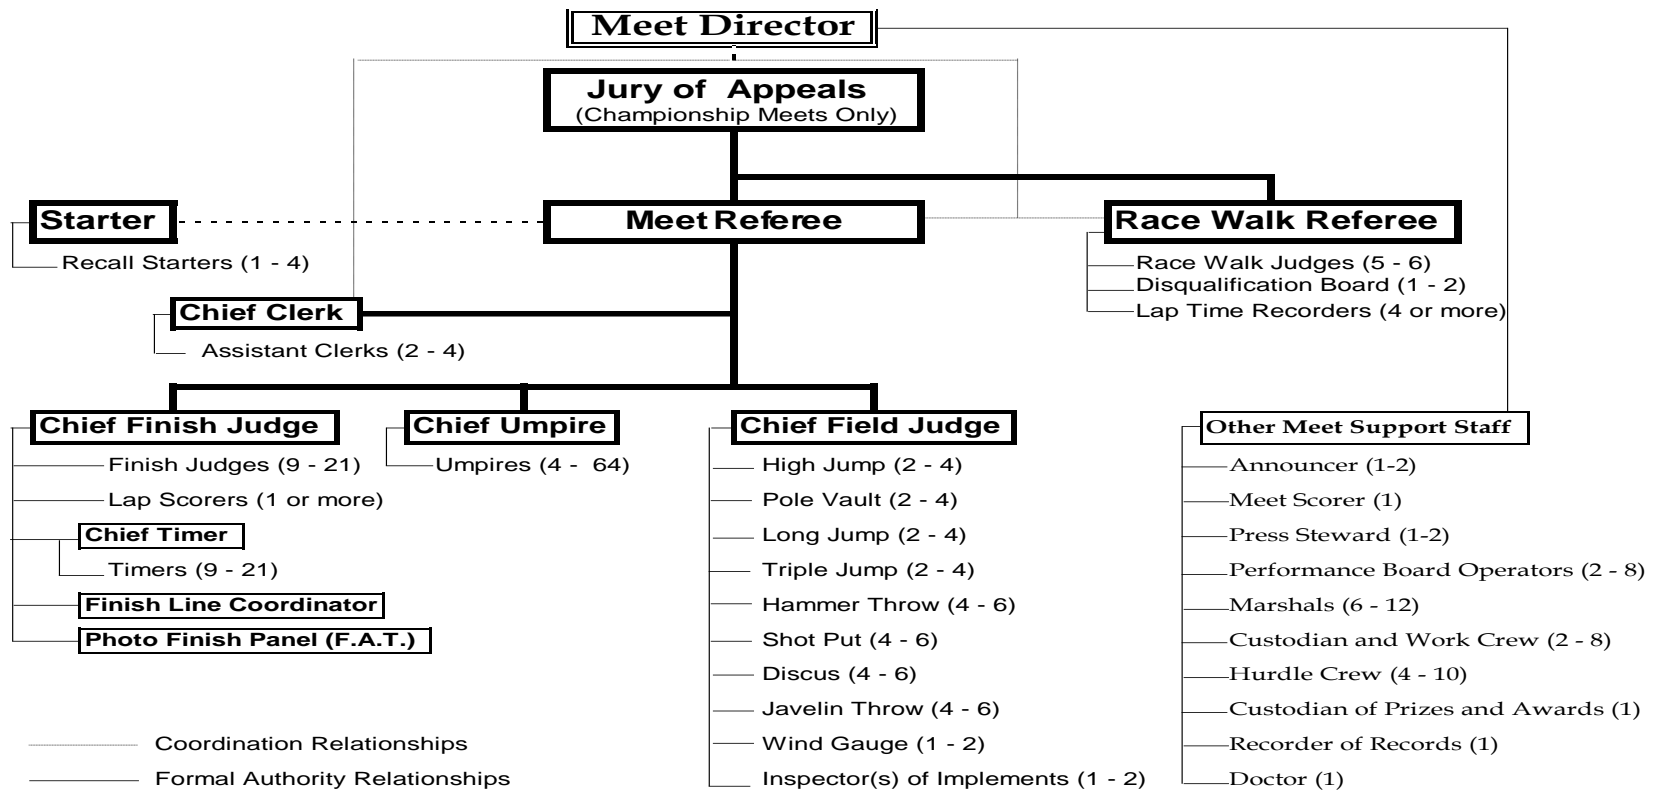 Meet Director
Jury of Appeals
(Championship Meets Only)
Starter
Meet Referee
Race Walk Referee
Recall Starters (1 - 4)
Race Walk Judges (5 - 6)
Disqualification Board (1 - 2)
Lap Time Recorders (4 or more)
Chief Clerk
Assistant Clerks (2 - 4)
Chief Finish Judge
Finish Judges (9 - 21)
Lap Scorers (1 or more)
Chief Timer
Timers (9 - 21)
Finish Line Coordinator
Photo Finish Panel (F.A.T.)
Chief Umpire
Umpires (4 - 64)
Chief Field Judge
High Jump (2 - 4)
Pole Vault (2 - 4)
Long Jump (2 - 4)
Triple Jump (2 - 4)
Hammer Throw (4 - 6)
Shot Put (4 - 6)
Discus (4 - 6)
Javelin Throw (4 - 6)
Wind Gauge (1 - 2)
Inspector(s) of Implements (1 - 2)
Other Meet Support Staff
Announcer (1-2)
Meet Scorer (1)
Press Steward (1-2)
Performance Board Operators (2 - 8)
Marshals (6 - 12)
Custodian and Work Crew (2 - 8)
Hurdle Crew (4 - 10)
Custodian of Prizes and Awards (1)
Recorder of Records (1)
Doctor (1)
Coordination Relationships
Formal Authority Relationships